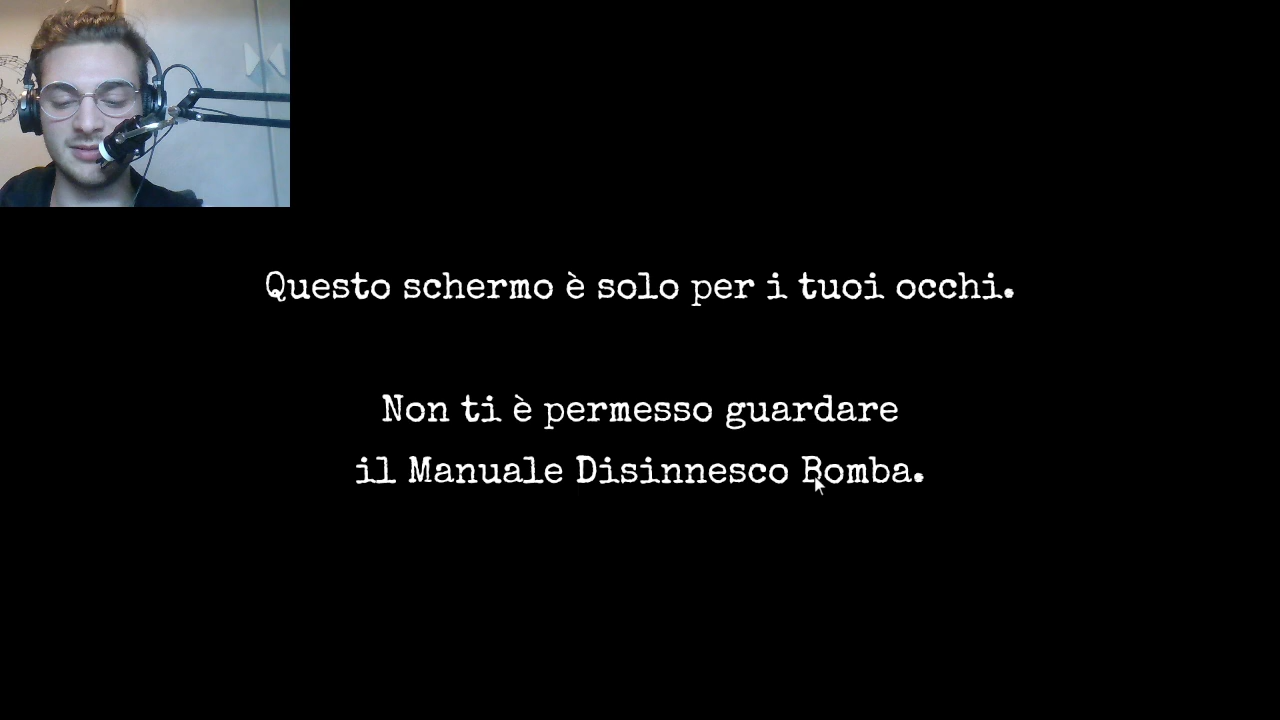 Questo schermo è solo per i tuoi occhi.
Non ti è permesso guardare
il Manuale Disinnesco Bomba.